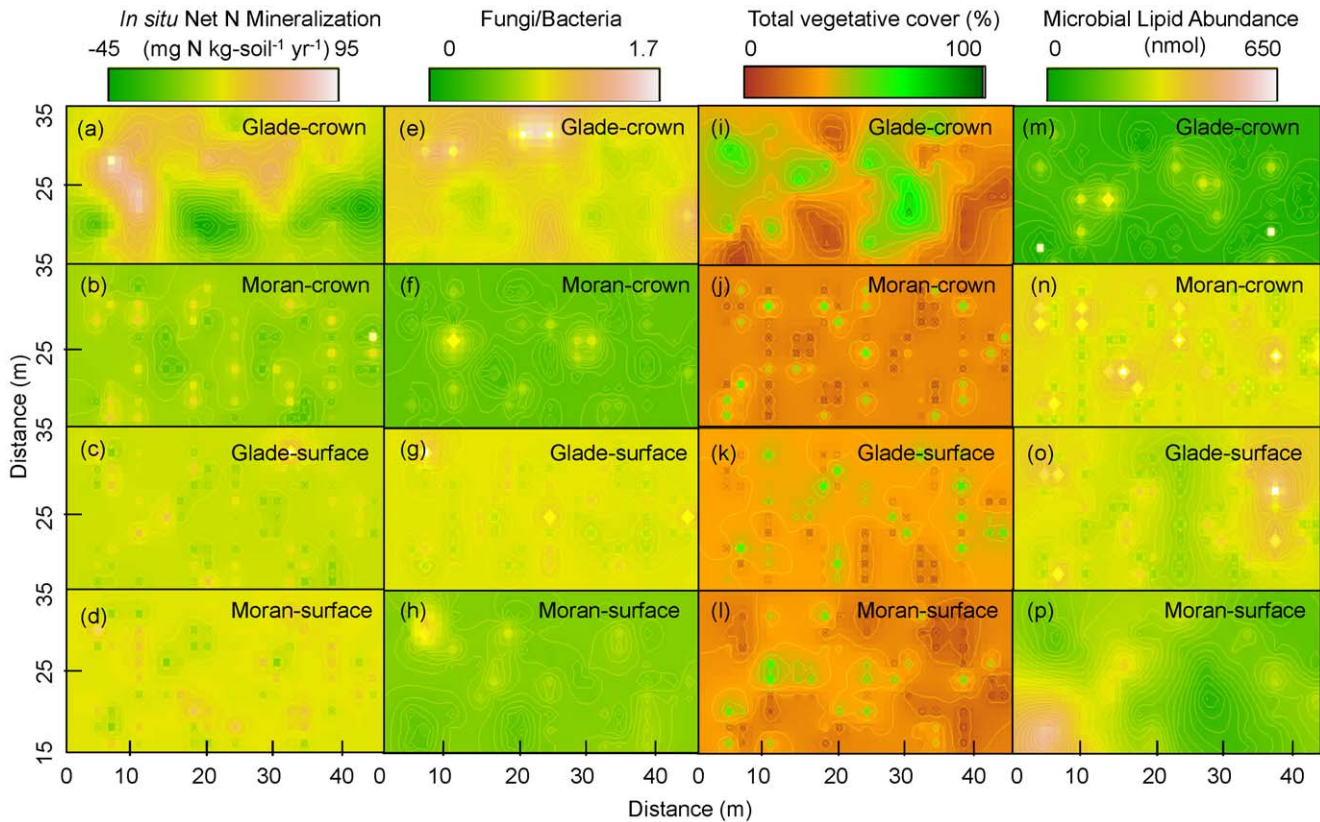 In situ Net N Mineralization
(mg N kg-soil⁻¹ yr⁻¹)
-45 95
Fungi/Bacteria
0 1.7
Total vegetative cover (%)
0 100
Microbial Lipid Abundance
(nmol)
0 650
35 (a) Glade-crown (e) Glade-crown (i) Glade-crown (m) Glade-crown
25
35 (b) Moran-crown (f) Moran-crown (j) Moran-crown (n) Moran-crown
25
35 (c) Glade-surface (g) Glade-surface (k) Glade-surface (o) Glade-surface
25
35 (d) Moran-surface (h) Moran-surface (l) Moran-surface (p) Moran-surface
25
15
Distance (m)
0 10 20 30 40 0 10 20 30 40 0 10 20 30 40 0 10 20 30 40
Distance (m)